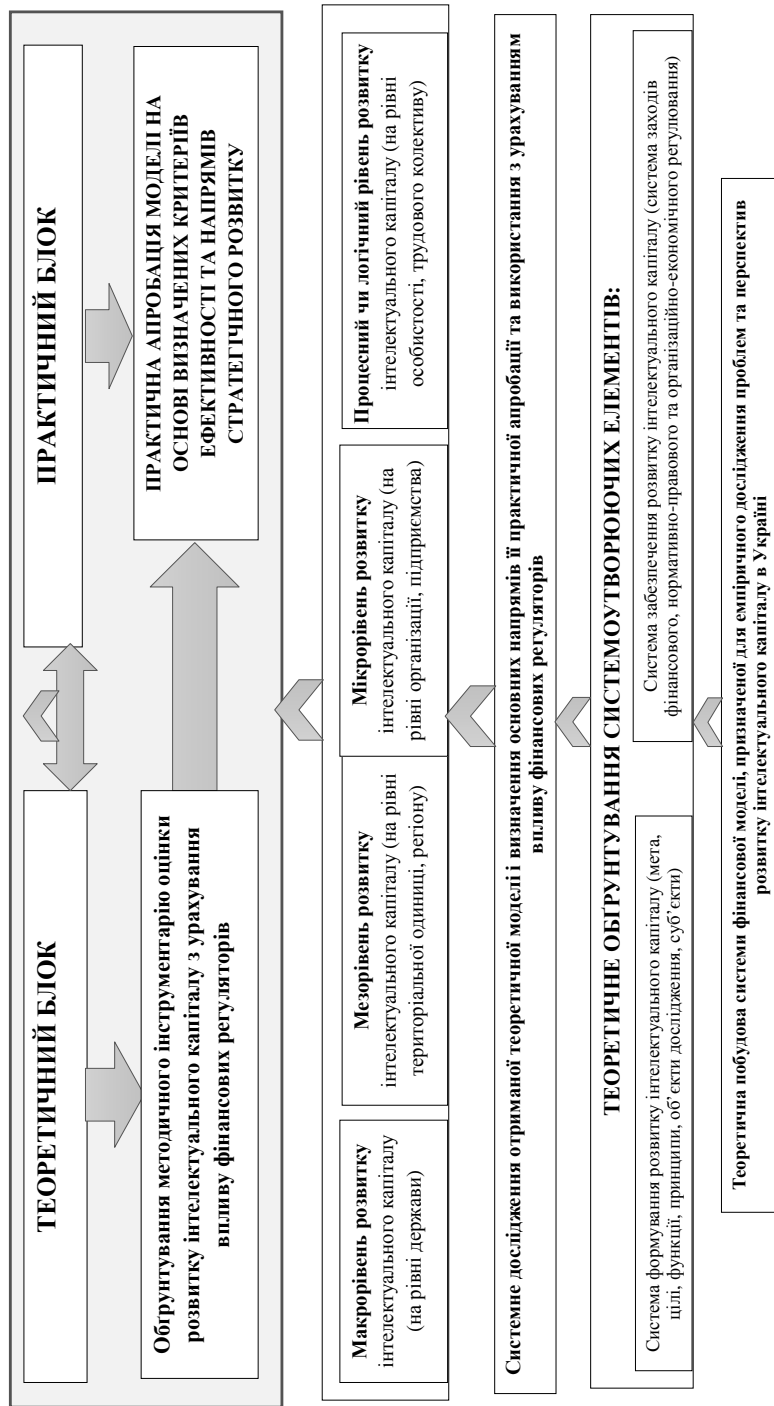 ТЕОРЕТИЧНИЙ БЛОК
ПРАКТИЧНИЙ БЛОК
Обґрунтування методичного інструментарію оцінки
розвитку інтелектуального капіталу з урахування
впливу фінансових регуляторів
ПРАКТИЧНА АПРОБАЦІЯ МОДЕЛІ НА
ОСНОВІ ВИЗНАЧЕНИХ КРИТЕРІЇВ
ЕФЕКТИВНОСТІ ТА НАПРЯМІВ
СТРАТЕГІЧНОГО РОЗВИТКУ
Макрорівень розвитку
інтелектуального капіталу
(на рівні держави)
Мезорівень розвитку
інтелектуального капіталу (на рівні
територіальної одиниці, регіону)
Мікрорівень розвитку
інтелектуального капіталу (на
рівні організації, підприємства)
Процесний чи логічний рівень розвитку
інтелектуального капіталу (на рівні
особистості, трудового колективу)
Системне дослідження отриманої теоретичної моделі і визначення основних напрямів її практичної апробації та використання з урахуванням
впливу фінансових регуляторів
ТЕОРЕТИЧНЕ ОБҐРУНТУВАННЯ СИСТЕМОУТВОРЮЮЧИХ ЕЛЕМЕНТІВ:
Система формування розвитку інтелектуального капіталу (мета,
цілі, функції, принципи, об’єкти дослідження, суб’єкти)
Система забезпечення розвитку інтелектуального капіталу (система заходів
фінансового, нормативно-правового та організаційно-економічного регулювання)
Теоретична побудова системи фінансової моделі, призначеної для емпіричного дослідження проблем та перспектив
розвитку інтелектуального капіталу в Україні